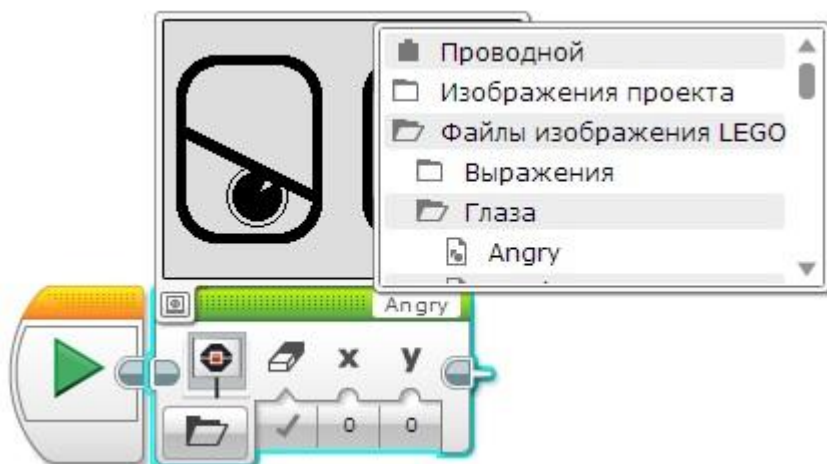 Проводной
Изображения проекта
Файлы изображения LEGO
Выражения
Глаза
Angry
Angry
x y
0 0